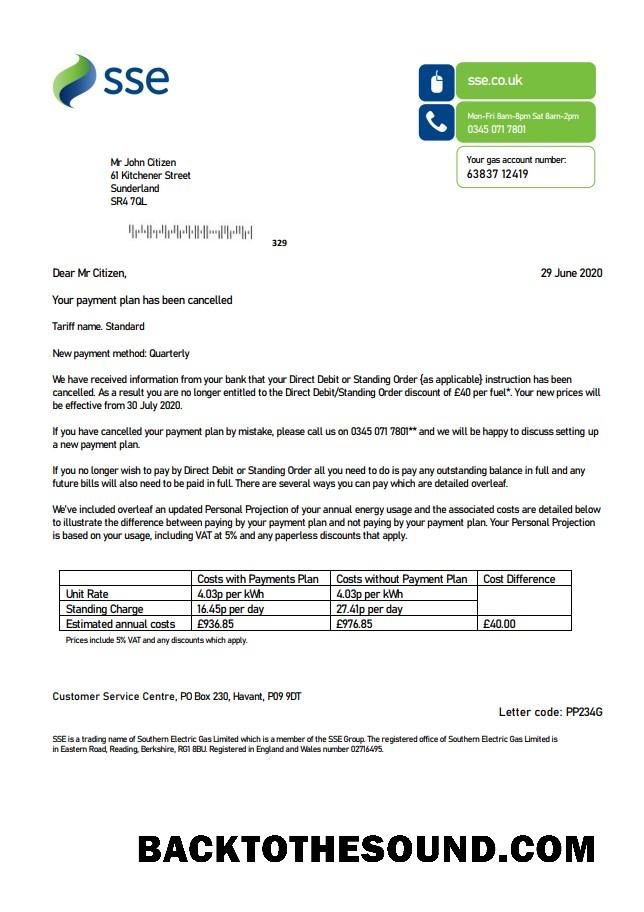 sse
sse.co.uk
Mon-Fri 8am-8pm Sat 8am-2pm
0345 071 7801
Your gas account number:
63837 12419
Mr John Citizen
61 Kitchener Street
Sunderland
SR4 7QL
329
Dear Mr Citizen,
29 June 2020
Your payment plan has been cancelled
Tariff name. Standard
New payment method: Quarterly
We have received information from your bank that your Direct Debit or Standing Order {as applicable} instruction has been
cancelled. As a result you are no longer entitled to the Direct Debit/Standing Order discount of £40 per fuel*. Your new prices will
be effective from 30 July 2020.
If you have cancelled your payment plan by mistake, please call us on 0345 071 7801** and we will be happy to discuss setting up
a new payment plan.
If you no longer wish to pay by Direct Debit or Standing Order all you need to do is pay any outstanding balance in full and any
future bills will also need to be paid in full. There are several ways you can pay which are detailed overleaf.
We've included overleaf an updated Personal Projection of your annual energy usage and the associated costs are detailed below
to illustrate the difference between paying by your payment plan and not paying by your payment plan. Your Personal Projection
is based on your usage, including VAT at 5% and any paperless discounts that apply.
Costs with Payments Plan Costs without Payment Plan Cost Difference
Unit Rate 4.03p per kWh 4.03p per kWh
Standing Charge 16.45p per day 27.41p per day
Estimated annual costs £936.85 £976.85 £40.00
Prices include 5% VAT and any discounts which apply.
Customer Service Centre, PO Box 230, Havant, P09 9DT
Letter code: PP234G
SSE is a trading name of Southern Electric Gas Limited which is a member of the SSE Group. The registered office of Southern Electric Gas Limited is
in Eastern Road, Reading, Berkshire, RG1 8BU. Registered in England and Wales number 02716495.
BACKTOTHESOUND.COM